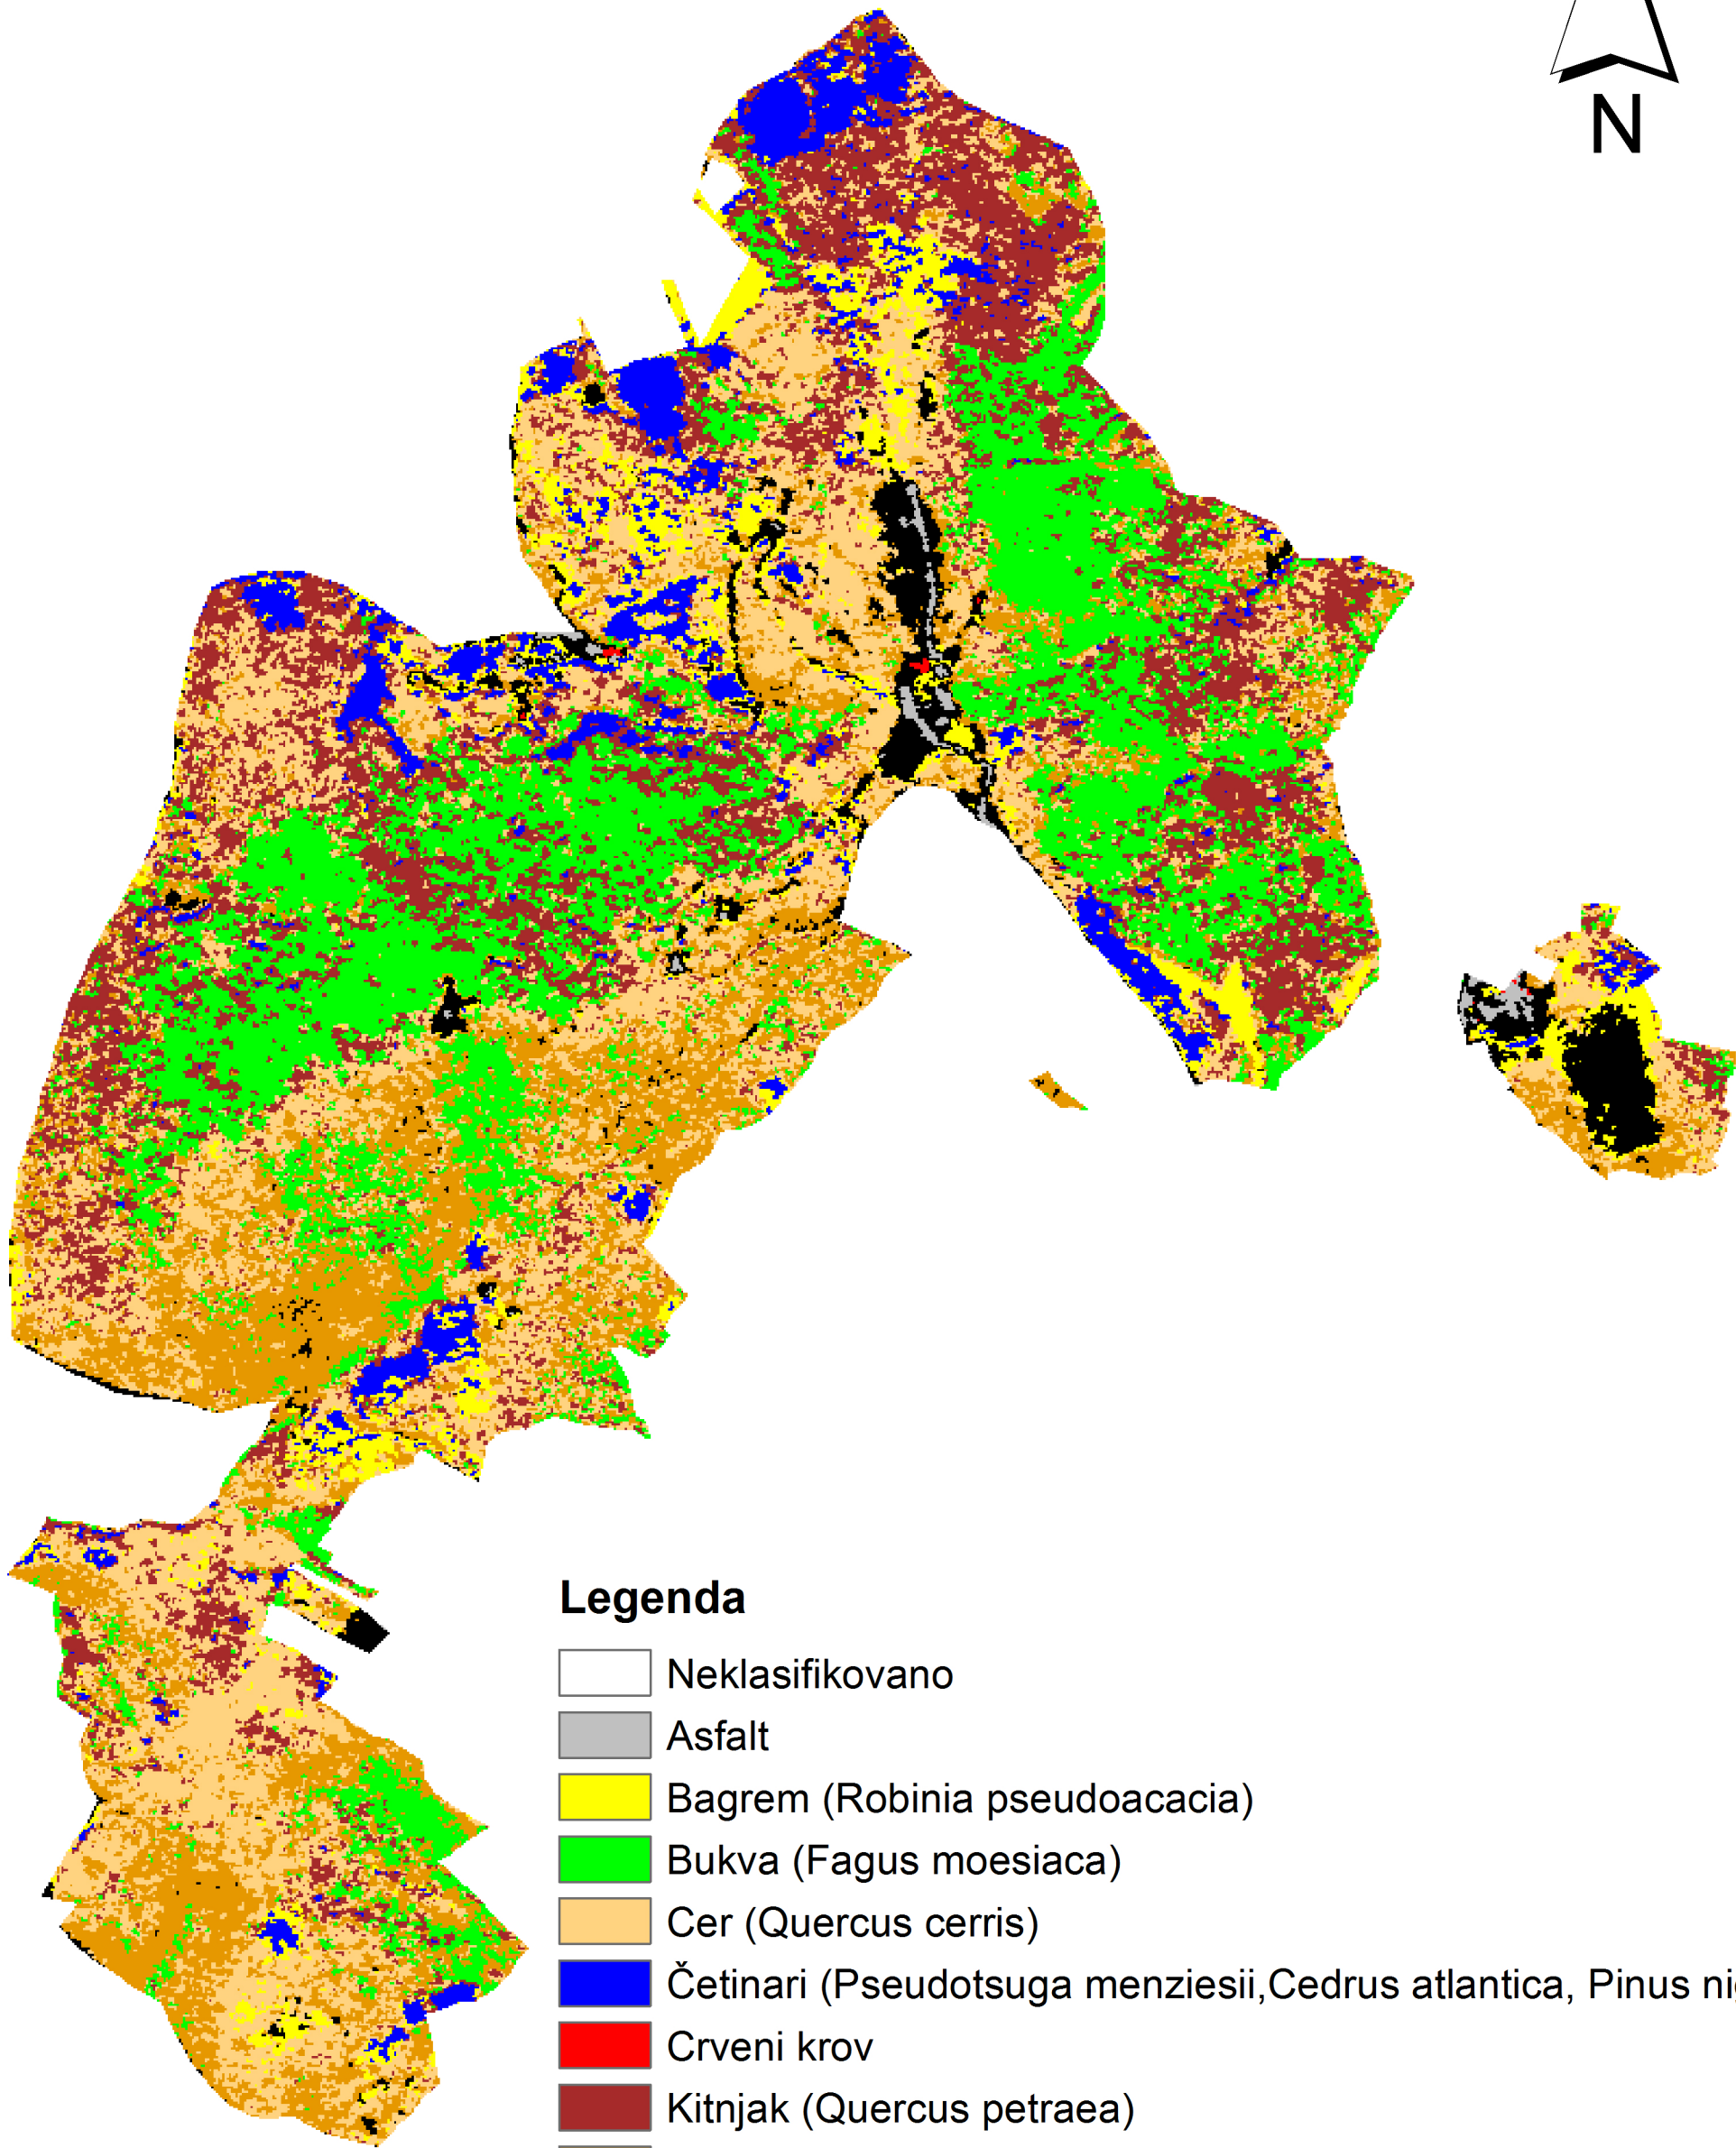 N
Legenda
Neklasifikovano
Asfalt
Bagrem (Robinia pseudoacacia)
Bukva (Fagus moesiaca)
Cer (Quercus cerris)
Četinari (Pseudotsuga menziesii,Cedrus atlantica, Pinus
Crveni krov
Kitnjak (Quercus petraea)